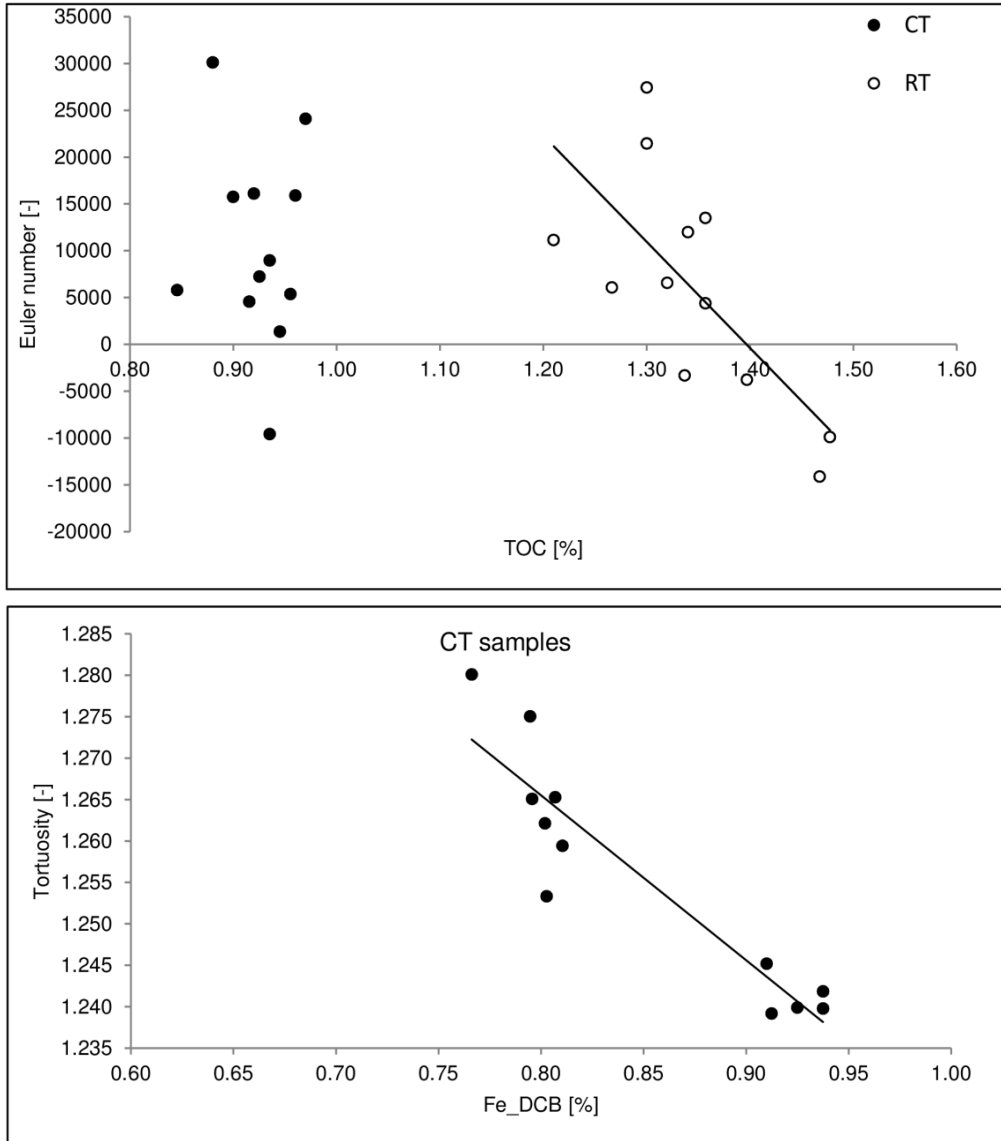 35000
30000
25000
20000
15000
10000
5000
0
-5000
-10000
-15000
-20000
Euler number [-]
0.80 0.90 1.00 1.10 1.20 1.30 1.40 1.50 1.60
TOC [%]
CT
RT
CT samples
1.285
1.280
1.275
1.270
1.265
1.260
1.255
1.250
1.245
1.240
1.235
Tortuosity [-]
0.60 0.65 0.70 0.75 0.80 0.85 0.90 0.95 1.00
Fe_DCB [%]